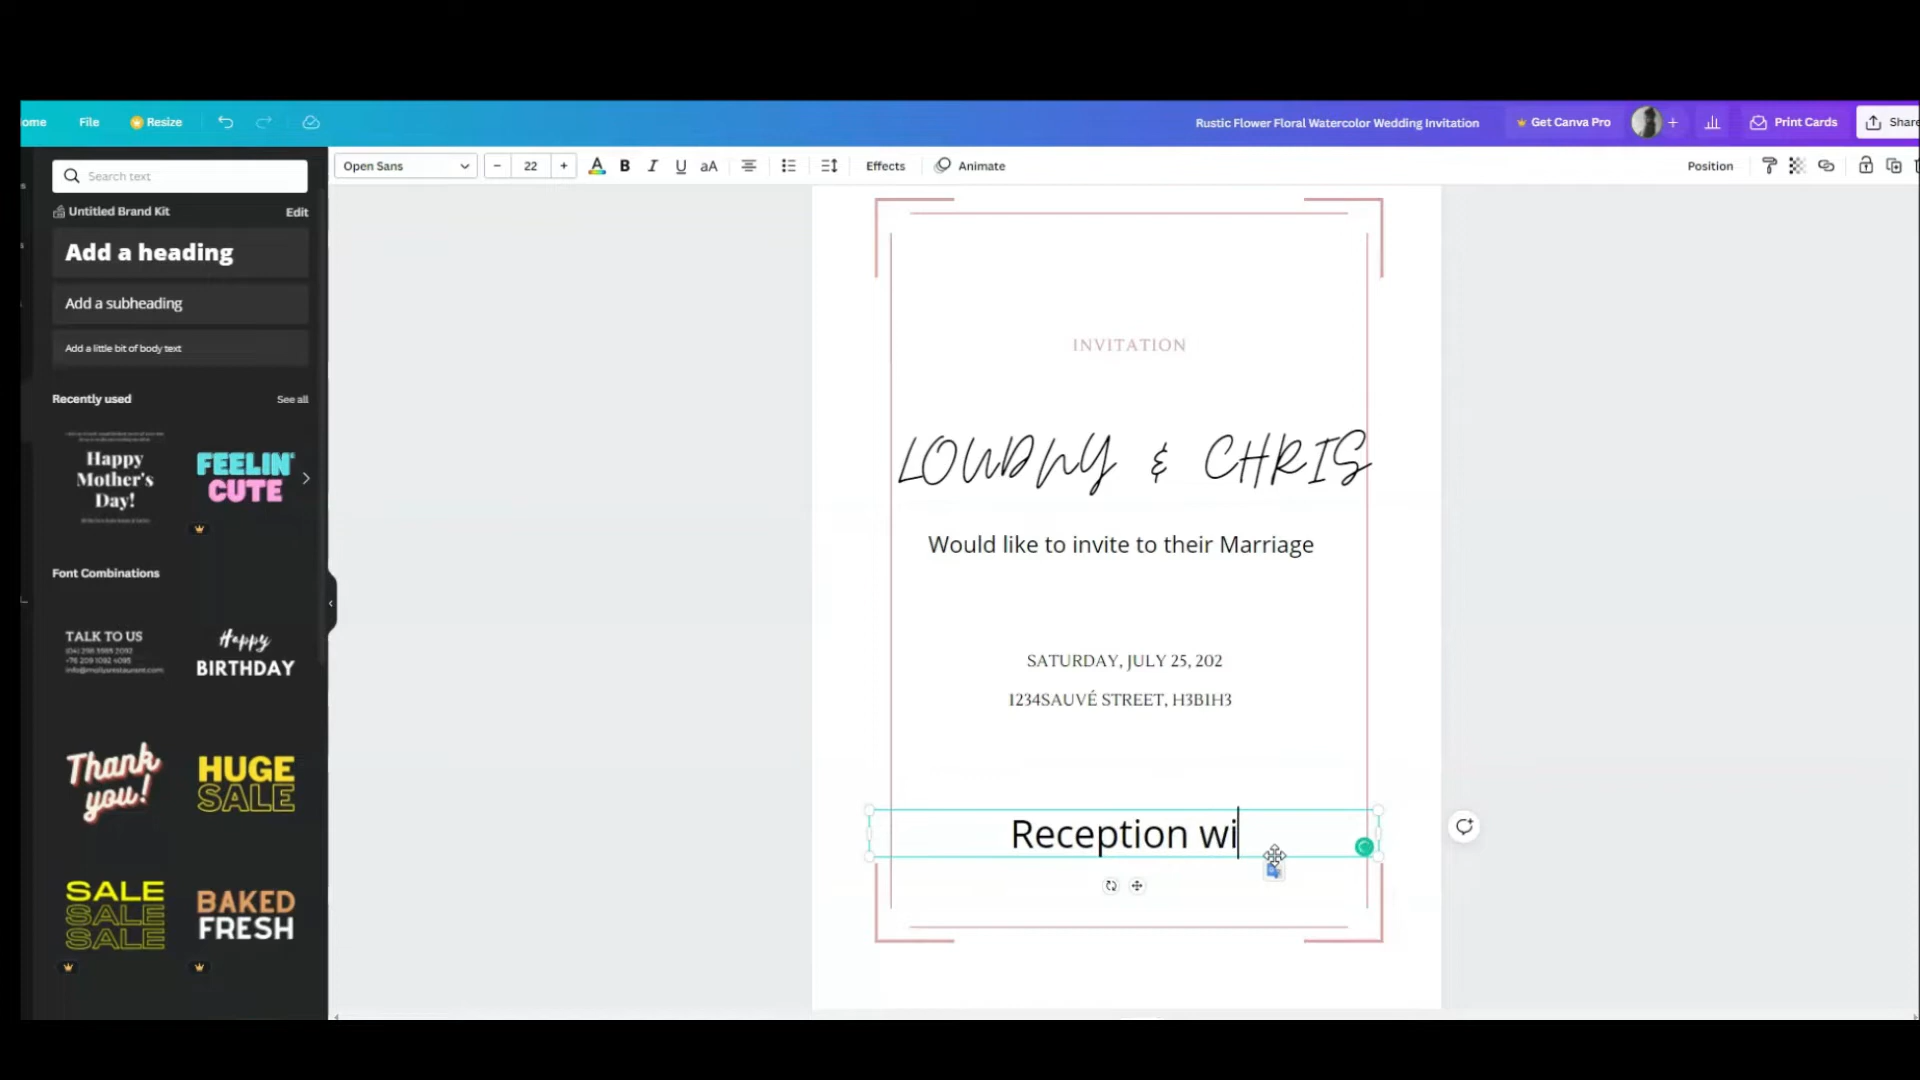 ome File Resize Rustic Flower Floral Watercolor Wedding Invitation Get Canva Pro Print Cards Share
Open Sans 22 B I U aA Effects Animate Position
Search text
Untitled Brand Kit Edit
Add a heading
Add a subheading
Add a little bit of body text
Recently used See all
Happy
Mother's
Day!
FEELIN'
CUTE
Font Combinations
TALK TO US
Happy
BIRTHDAY
Thank
you!
HUGE
SALE
SALE
SALE
SALE
BAKED
FRESH
INVITATION
LOUDNY & CHRIS
Would like to invite to their Marriage
SATURDAY, JULY 25, 202
1234SAUVÉ STREET, H3B1H3
Reception wi